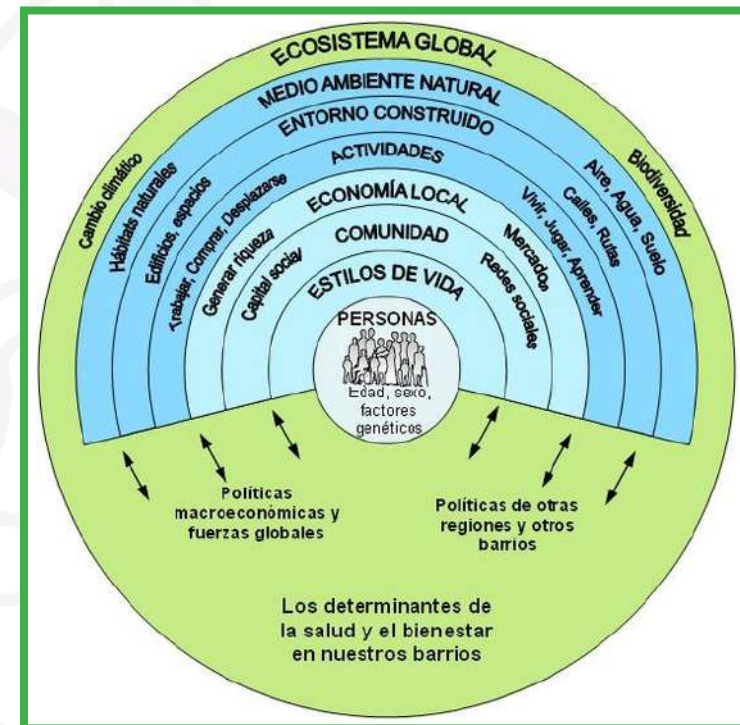 ECOSISTEMA GLOBAL
MEDIO AMBIENTE NATURAL
ENTORNO CONSTRUIDO
ACTIVIDADES
ECONOMÍA LOCAL
COMUNIDAD
ESTILOS DE VIDA
PERSONAS
Edad, sexo,
factores
genéticos
Cambio climático
Hábitats naturales
Edificios, espacios
Trabajar, Comprar, Desplazarse
Generar riqueza
Capital social
Biodiversidad
Aire, Agua, Suelo
Calles, Rutas
Vivir, Jugar, Aprender
Mercados
Redes sociales
Políticas
macroeconómicas y
fuerzas globales
Políticas de otras
regiones y otros
barrios
Los determinantes de
la salud y el bienestar
en nuestros barrios